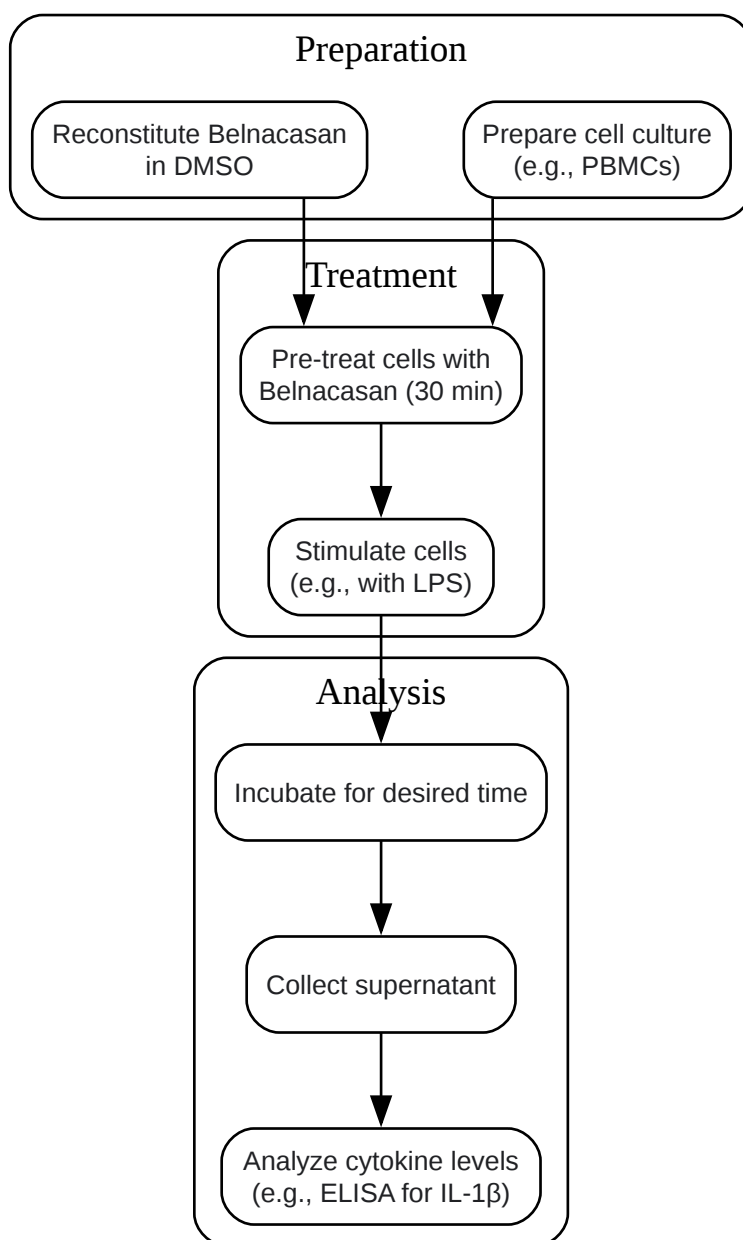 Preparation
Reconstitute Belnacasan
in DMSO
Prepare cell culture
(e.g., PBMCs)
Treatment
Pre-treat cells with
Belnacasan (30 min)
Stimulate cells
(e.g., with LPS)
Analysis
Incubate for desired time
Collect supernatant
Analyze cytokine levels
(e.g., ELISA for IL-1β)